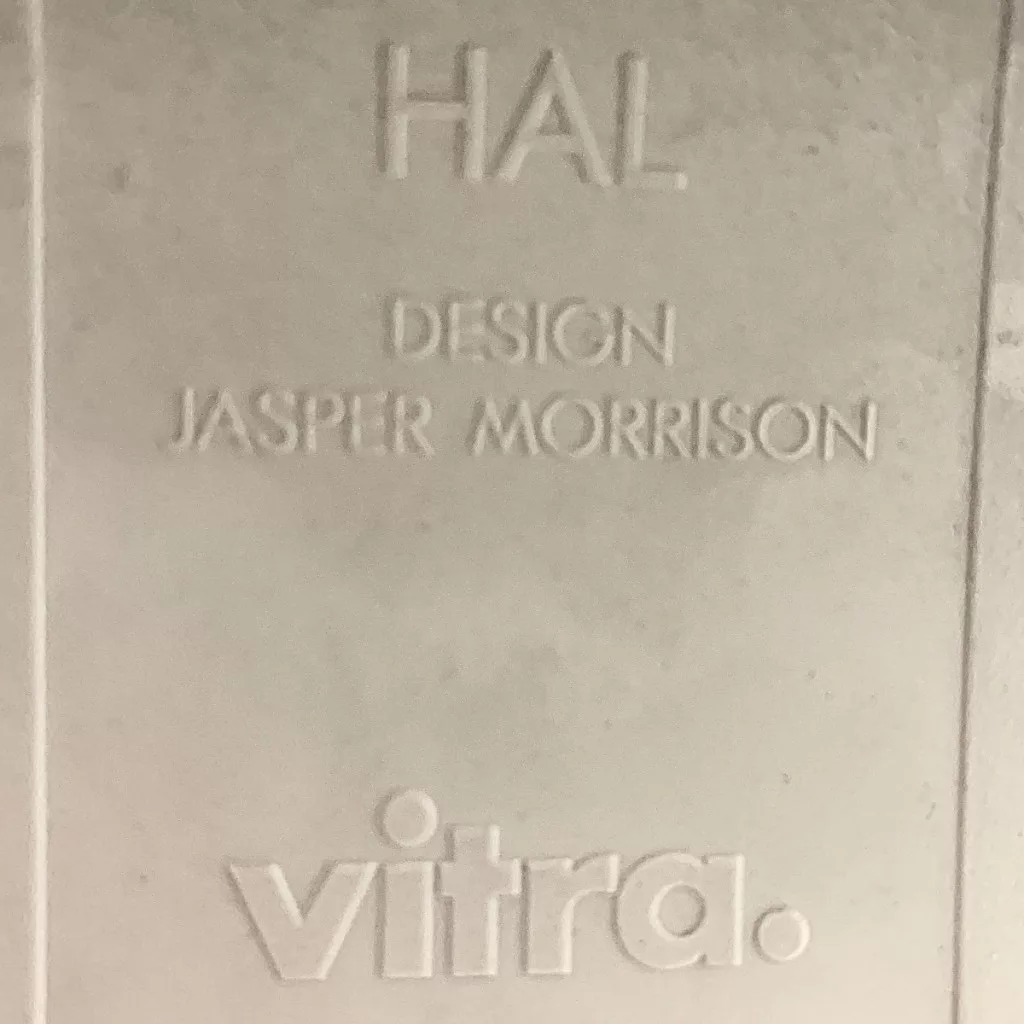 HAL
DESIGN
JASPER MORRISON
vitra.